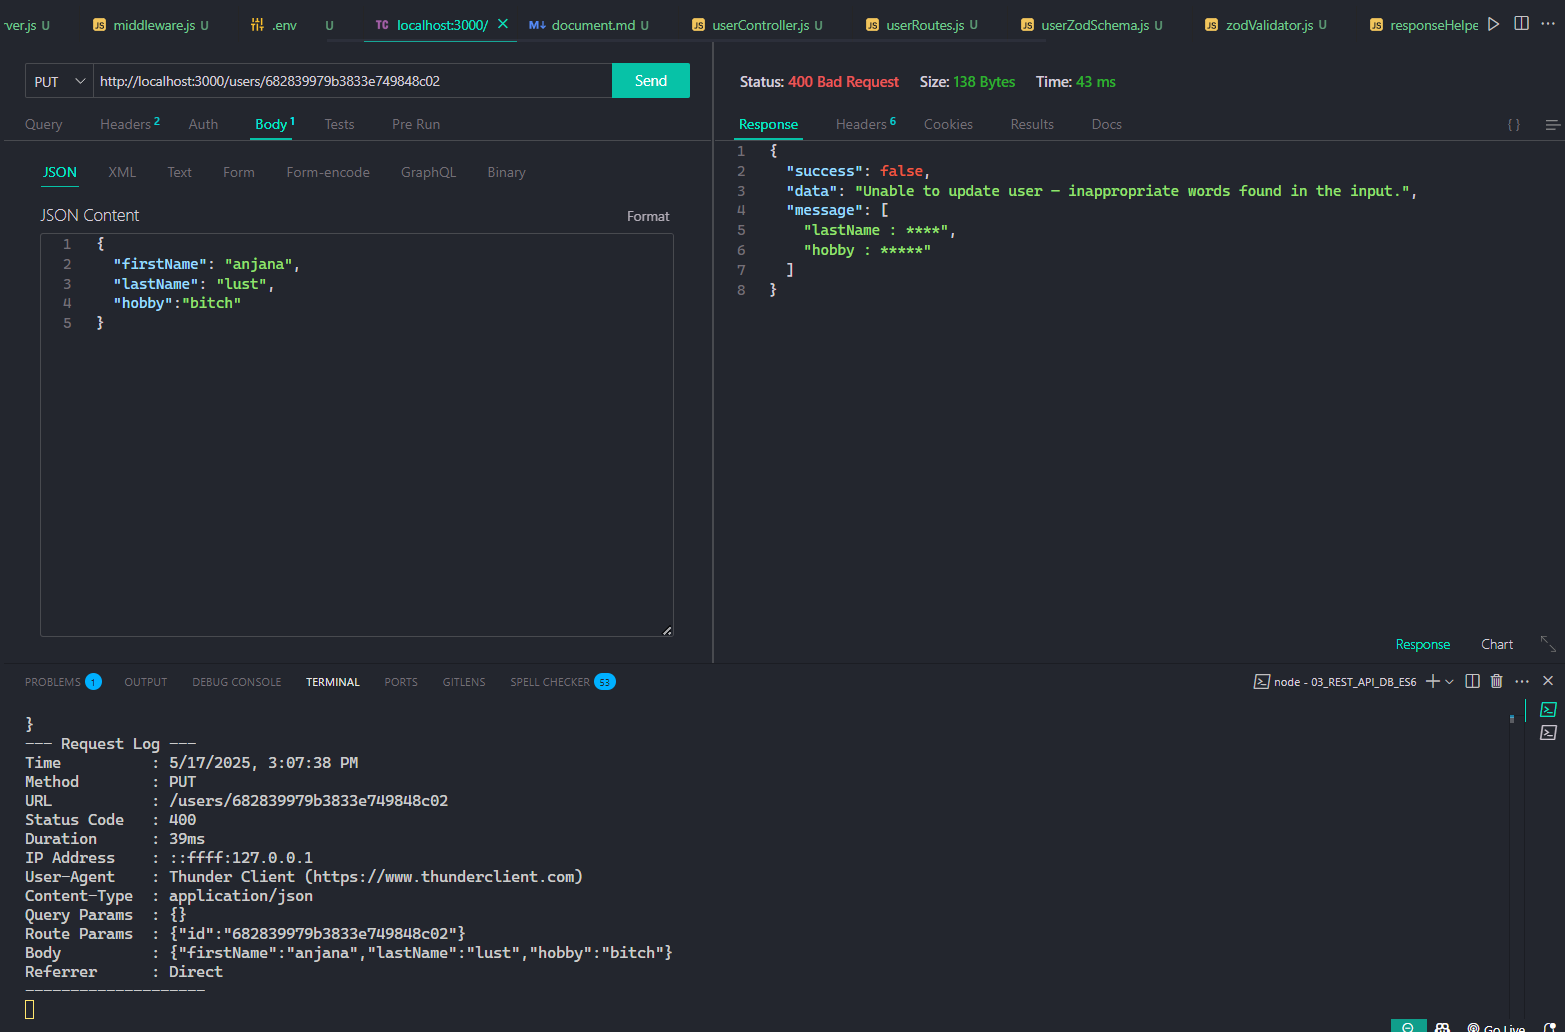 ver.js U JS middleware.js U .env U TC localhost:3000/ M↓ document.md U JS userController.js U JS userRoutes.js U JS userZodSchema.js U JS zodValidator.js U JS responseHelpe
PUT http://localhost:3000/users/682839979b3833e749848c02 Send
Query Headers 2 Auth Body 1 Tests Pre Run
JSON XML Text Form Form-encode GraphQL Binary
JSON Content Format
1 {
2 "firstName": "anjana",
3 "lastName": "lust",
4 "hobby":"bitch"
5 }
Status: 400 Bad Request Size: 138 Bytes Time: 43 ms
Response Headers 6 Cookies Results Docs { }
1 {
2 "success": false,
3 "data": "Unable to update user – inappropriate words found in the input.",
4 "message": [
5 "lastName : ****",
6 "hobby : *****"
7 ]
8 }
Response Chart
PROBLEMS 1 OUTPUT DEBUG CONSOLE TERMINAL PORTS GITLENS SPELL CHECKER 53 node - 03_REST_API_DB_ES6
}
--- Request Log ---
Time : 5/17/2025, 3:07:38 PM
Method : PUT
URL : /users/682839979b3833e749848c02
Status Code : 400
Duration : 39ms
IP Address : ::ffff:127.0.0.1
User-Agent : Thunder Client (https://www.thunderclient.com)
Content-Type : application/json
Query Params : {}
Route Params : {"id":"682839979b3833e749848c02"}
Body : {"firstName":"anjana","lastName":"lust","hobby":"bitch"}
Referrer : Direct
--------------------
Go Live